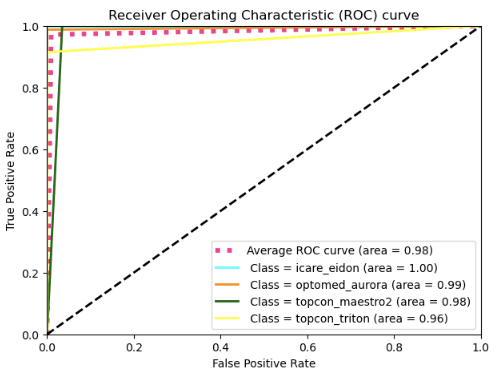 Receiver Operating Characteristic (ROC) curve
1.0
0.8
0.6
0.4
0.2
0.0
True Positive Rate
Average ROC curve (area = 0.98)
Class = icare_eidon (area = 1.00)
Class = optomed_aurora (area = 0.99)
Class = topcon_maestro2 (area = 0.98)
Class = topcon_triton (area = 0.96)
0.0 0.2 0.4 0.6 0.8 1.0
False Positive Rate